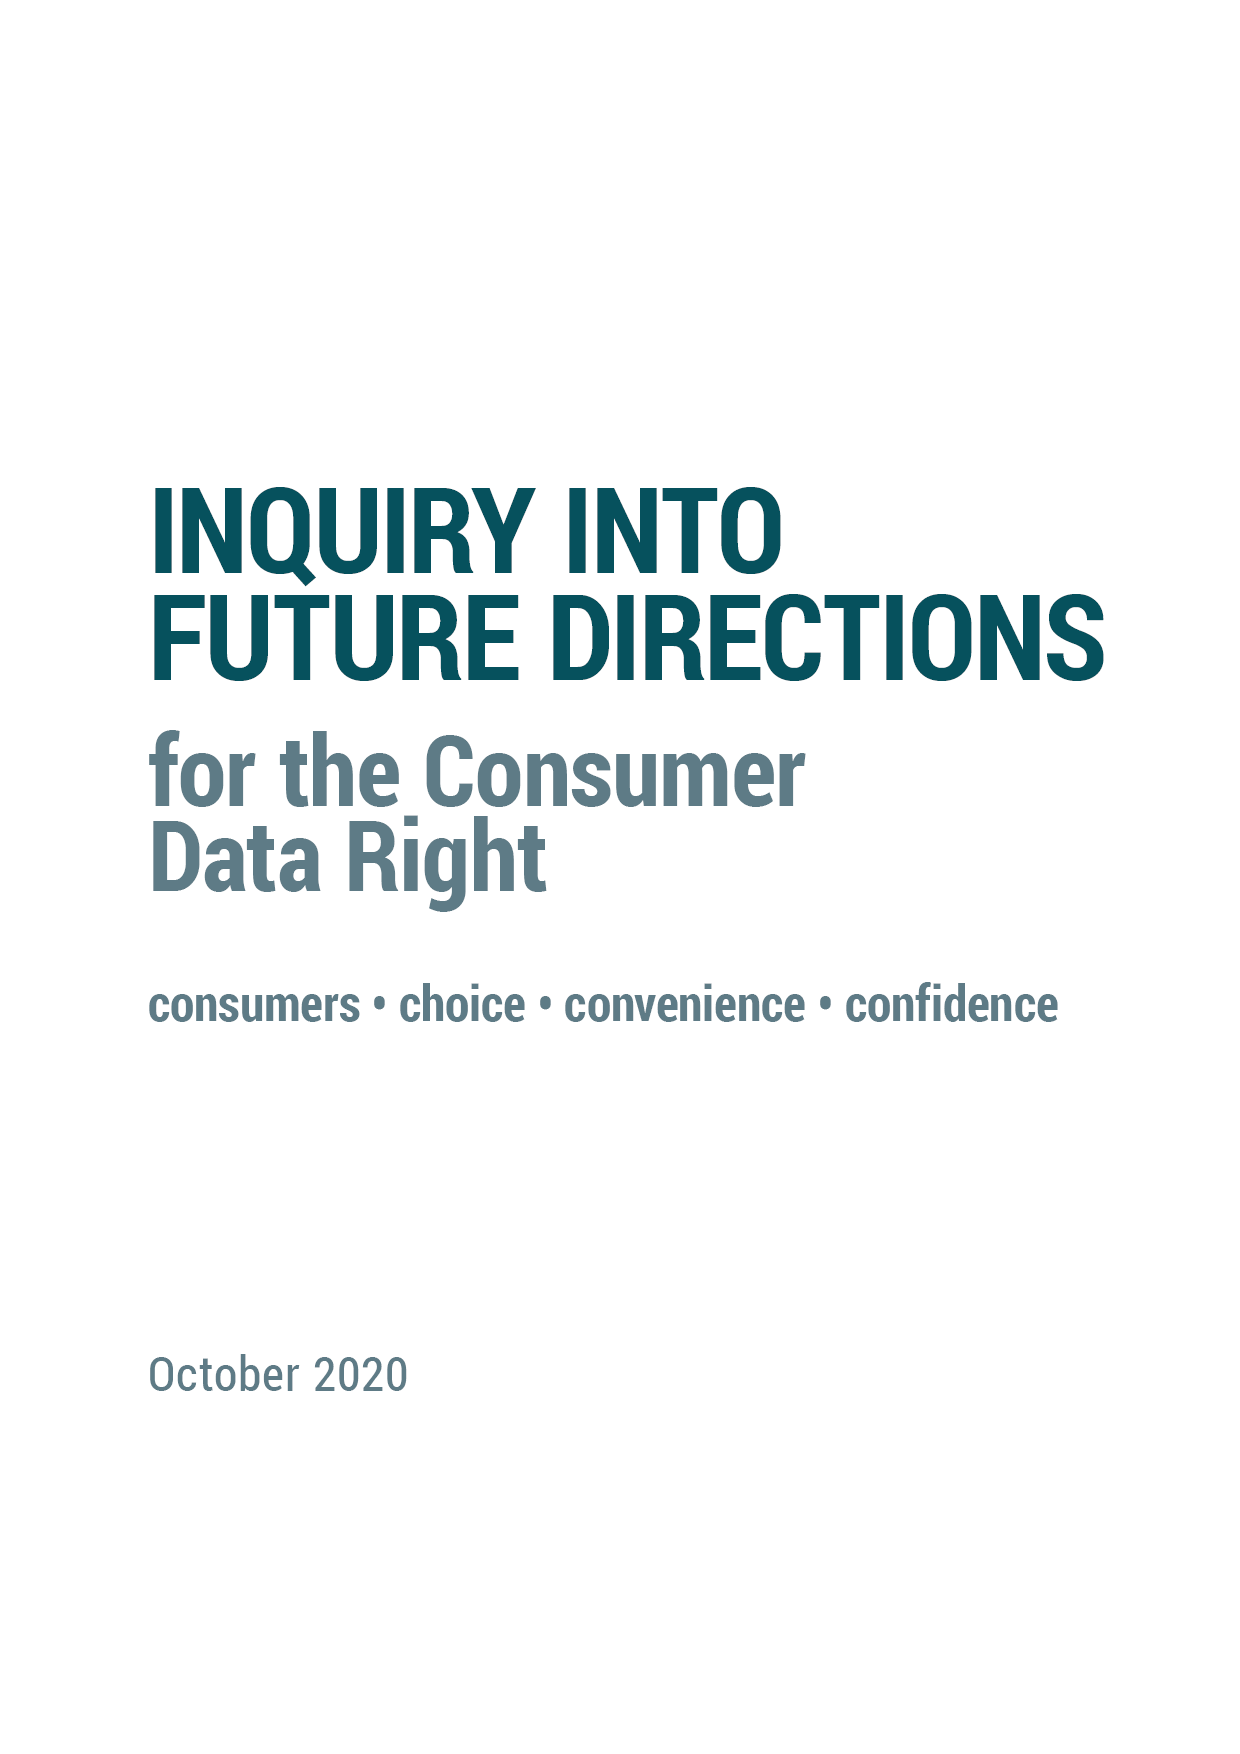 INQUIRY INTO
FUTURE DIRECTIONS
for the Consumer
Data Right
consumers • choice • convenience • confidence
October 2020